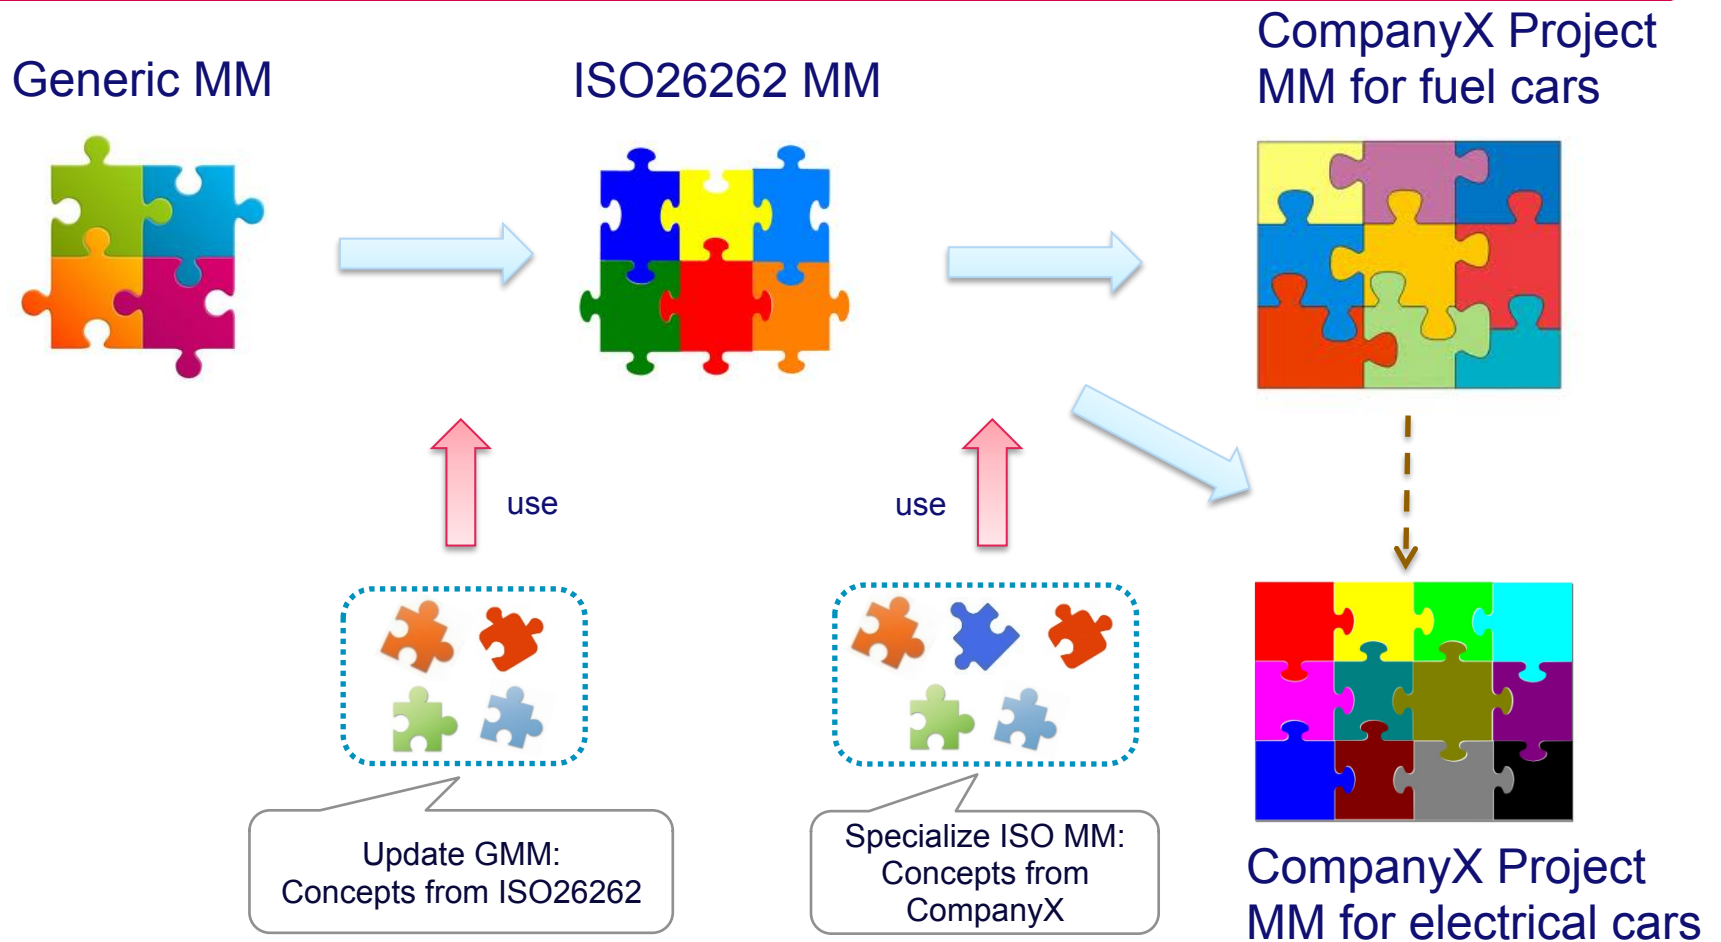 Generic MM
ISO26262 MM
CompanyX Project
MM for fuel cars
use
use
Update GMM:
Concepts from ISO26262
Specialize ISO MM:
Concepts from
CompanyX
CompanyX Project
MM for electrical cars